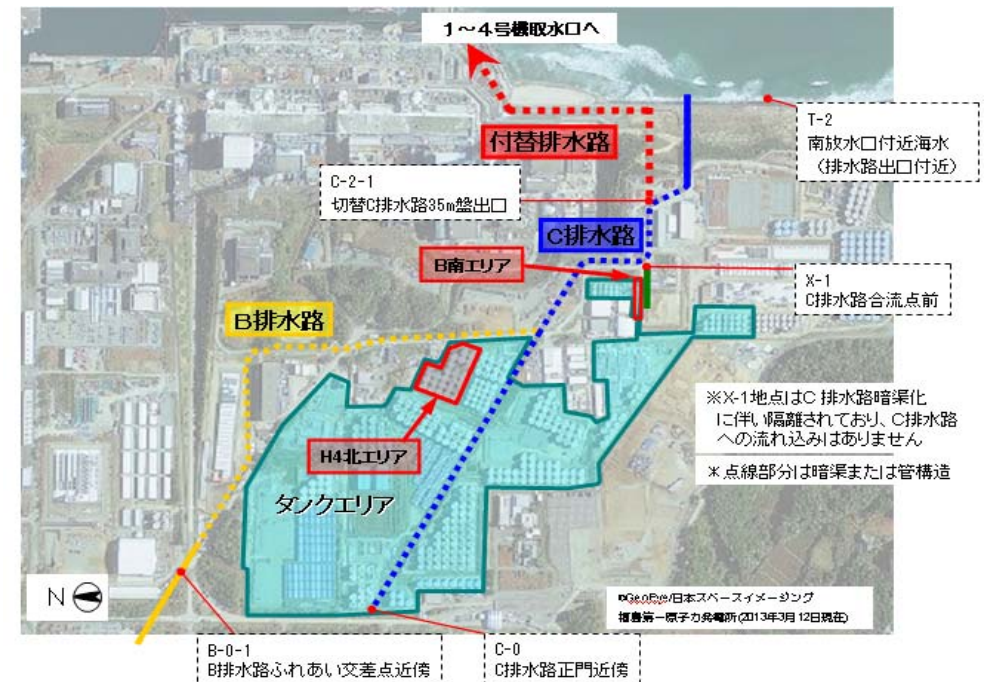 1～4号機取水口へ
付替排水路
T-2
南放水口付近海水
（排水路出口付近）
C-2-1
切替C排水路35m盤出口
C排水路
B南エリア
X-1
C排水路合流点前
B排水路
※X-1地点はC 排水路暗渠化
に伴い隔離されており、C排水路
への流れ込みはありません
＊点線部分は暗渠または管構造
H4北エリア
タンクエリア
N
©GeoEye/日本スペースイメージング
福島第一原子力発電所(2013年3月12日現在)
B-0-1
B排水路ふれあい交差点近傍
C-0
C排水路正門近傍